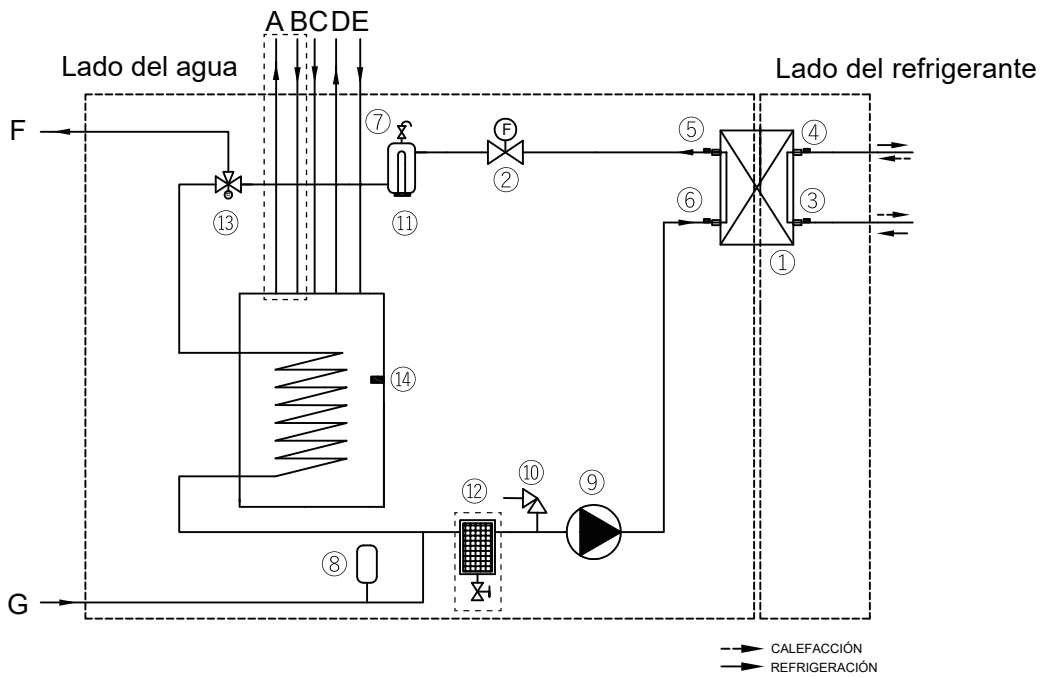 A B C D E
Lado del agua
Lado del refrigerante
F
⑦
F
②
⑤
④
⑥
③
⑬
⑪
①
⑭
⑩
⑨
⑫
⑧
G
CALEFACCIÓN
REFRIGERACIÓN